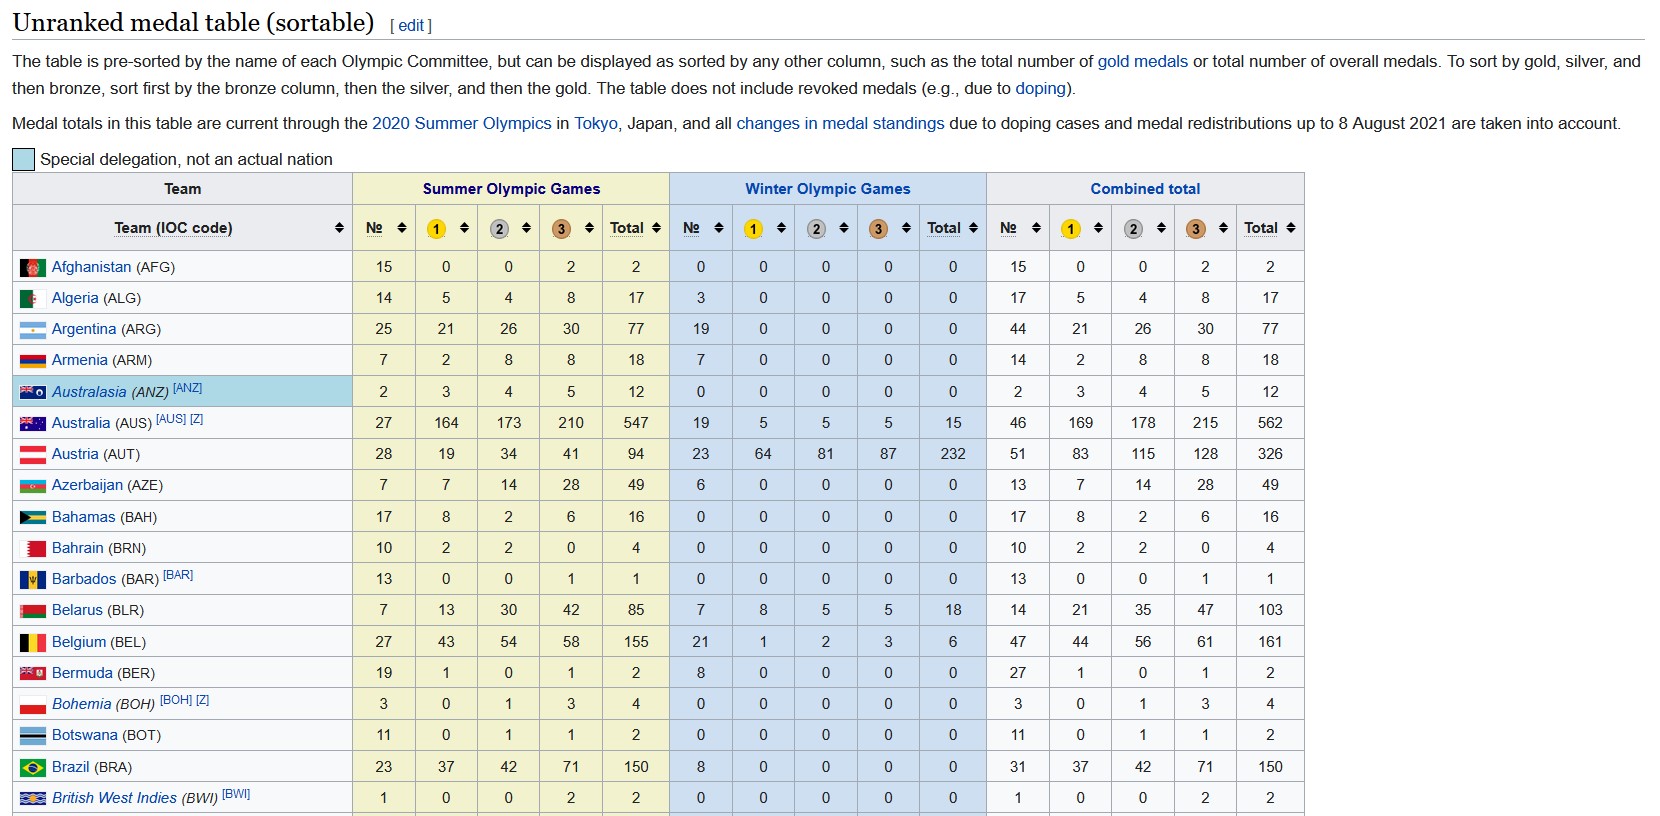 Unranked medal table (sortable) [ edit ]
The table is pre-sorted by the name of each Olympic Committee, but can be displayed as sorted by any other column, such as the total number of gold medals or total number of overall medals. To sort by gold, silver, and
then bronze, sort first by the bronze column, then the silver, and then the gold. The table does not include revoked medals (e.g., due to doping).
Medal totals in this table are current through the 2020 Summer Olympics in Tokyo, Japan, and all changes in medal standings due to doping cases and medal redistributions up to 8 August 2021 are taken into account.
Special delegation, not an actual nation
Team Summer Olympic Games Winter Olympic Games Combined total
Team (IOC code) № 1 2 3 Total № 1 2 3 Total № 1 2 3 Total
Afghanistan (AFG) 15 0 0 2 2 0 0 0 0 0 15 0 0 2 2
Algeria (ALG) 14 5 4 8 17 3 0 0 0 0 17 5 4 8 17
Argentina (ARG) 25 21 26 30 77 19 0 0 0 0 44 21 26 30 77
Armenia (ARM) 7 2 8 8 18 7 0 0 0 0 14 2 8 8 18
Australasia (ANZ) [ANZ] 2 3 4 5 12 0 0 0 0 0 2 3 4 5 12
Australia (AUS) [AUS] [Z] 27 164 173 210 547 19 5 5 5 15 46 169 178 215 562
Austria (AUT) 28 19 34 41 94 23 64 81 87 232 51 83 115 128 326
Azerbaijan (AZE) 7 7 14 28 49 6 0 0 0 0 13 7 14 28 49
Bahamas (BAH) 17 8 2 6 16 0 0 0 0 0 17 8 2 6 16
Bahrain (BRN) 10 2 2 0 4 0 0 0 0 0 10 2 2 0 4
Barbados (BAR) [BAR] 13 0 0 1 1 0 0 0 0 0 13 0 0 1 1
Belarus (BLR) 7 13 30 42 85 7 8 5 5 18 14 21 35 47 103
Belgium (BEL) 27 43 54 58 155 21 1 2 3 6 47 44 56 61 161
Bermuda (BER) 19 1 0 1 2 8 0 0 0 0 27 1 0 1 2
Bohemia (BOH) [BOH] [Z] 3 0 1 3 4 0 0 0 0 0 3 0 1 3 4
Botswana (BOT) 11 0 1 1 2 0 0 0 0 0 11 0 1 1 2
Brazil (BRA) 23 37 42 71 150 8 0 0 0 0 31 37 42 71 150
British West Indies (BWI) [BWI] 1 0 0 2 2 0 0 0 0 0 1 0 0 2 2